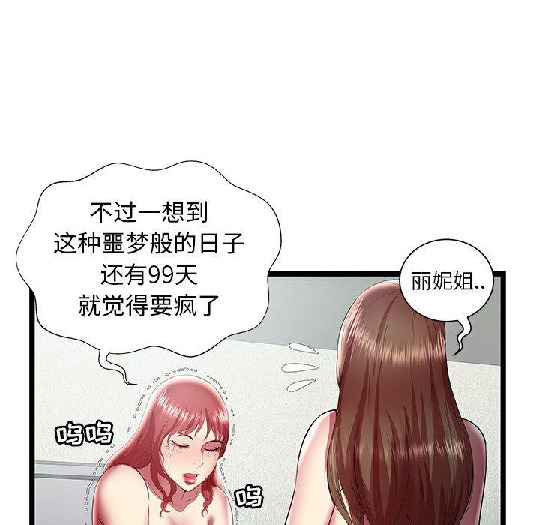 不过一想到
这种噩梦般的日子
还有99天
就觉得要疯了
丽妮姐..
呜呜
呜